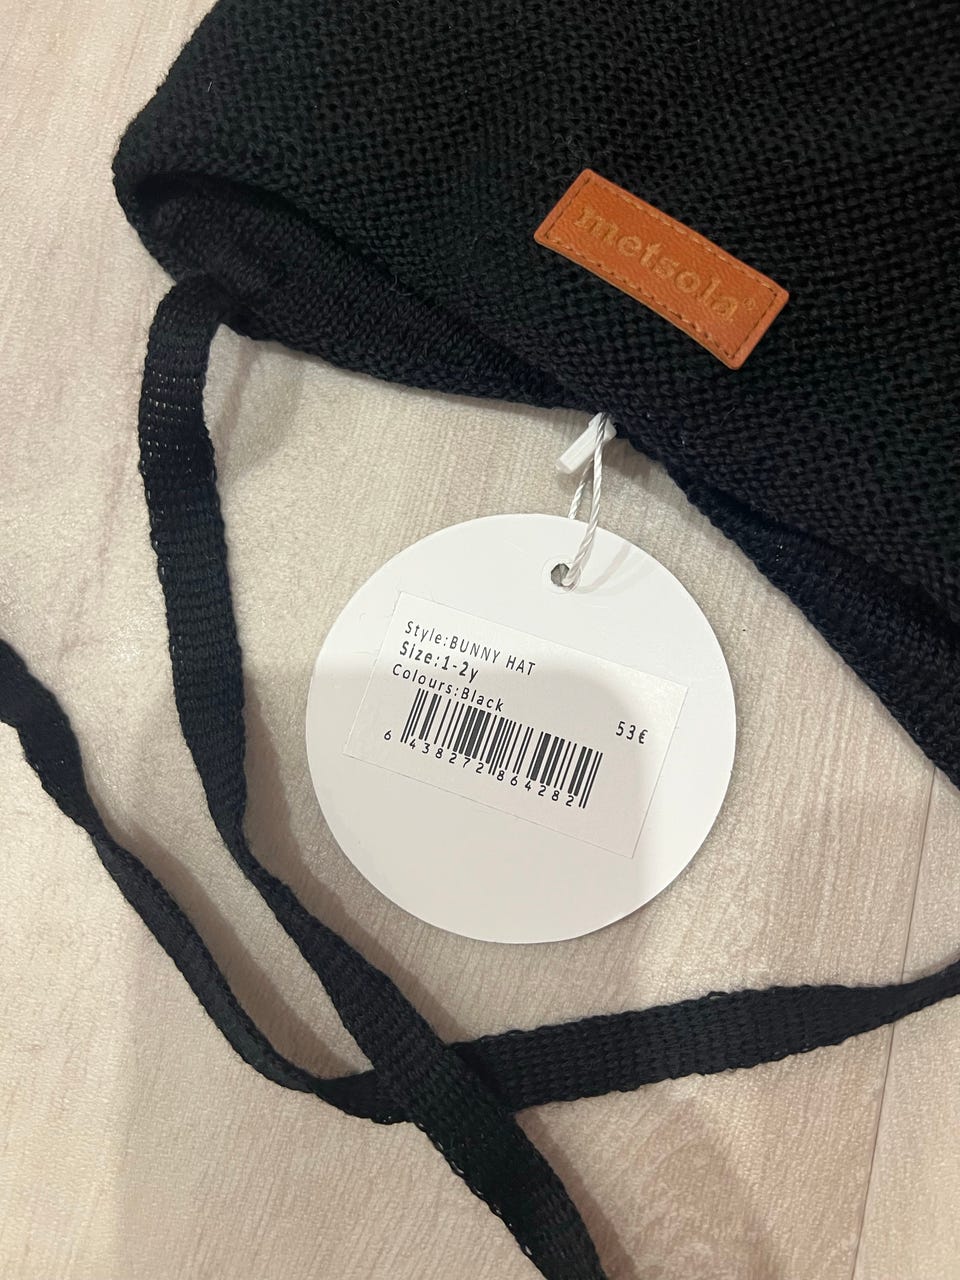 metsola®
Style:BUNNY HAT
Size:1-2y
Colours:Black
53€
6 438272 864282